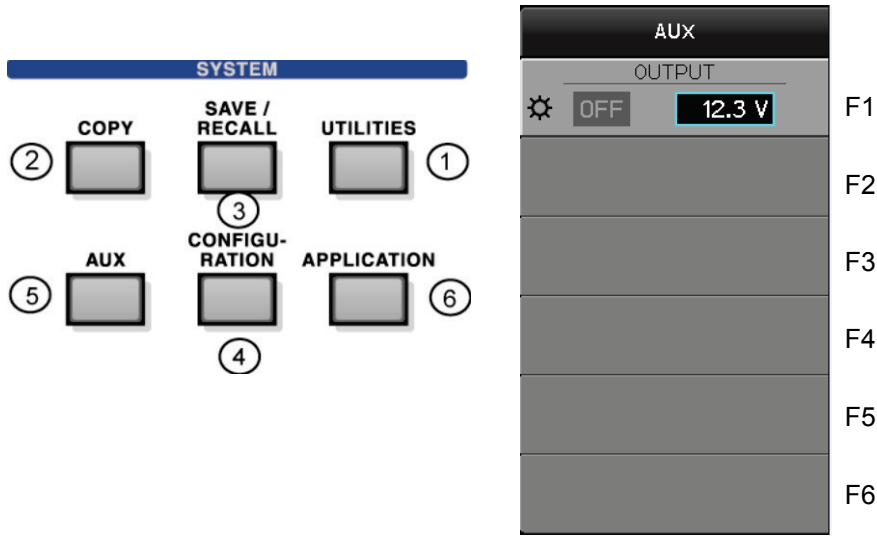 SYSTEM
COPY
SAVE /
RECALL
UTILITIES
2
1
3
AUX
CONFIGU-
RATION
APPLICATION
5
6
4
AUX
OUTPUT
OFF 12.3 V
F1
F2
F3
F4
F5
F6